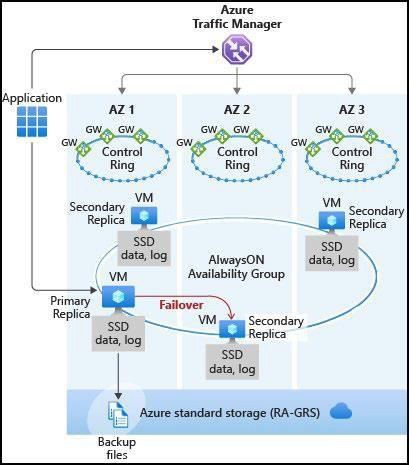 Azure
Traffic Manager
Application
AZ 1
AZ 2
AZ 3
GW GW GW
Control
Ring
GW GW GW
Control
Ring
GW GW GW
Control
Ring
VM
Secondary
Replica
SSD
data, log
VM
Secondary
Replica
SSD
data, log
AlwaysON
Availability Group
VM
Primary
Replica
SSD
data, log
Failover
VM
Secondary
Replica
SSD
data, log
Azure standard storage (RA-GRS)
Backup
files